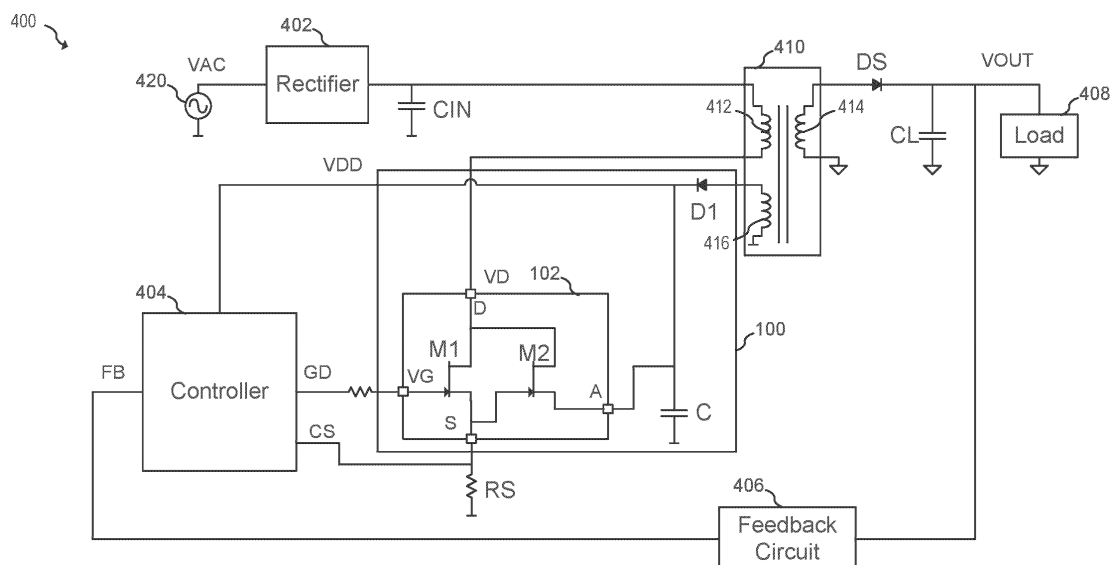 400
402
410
VAC
Rectifier
DS
VOUT
420
CIN
412
414
408
CL
Load
VDD
D1
416
VD
102
404
D
100
M1
M2
FB
Controller
GD
VG
A
S
C
CS
RS
406
Feedback
Circuit